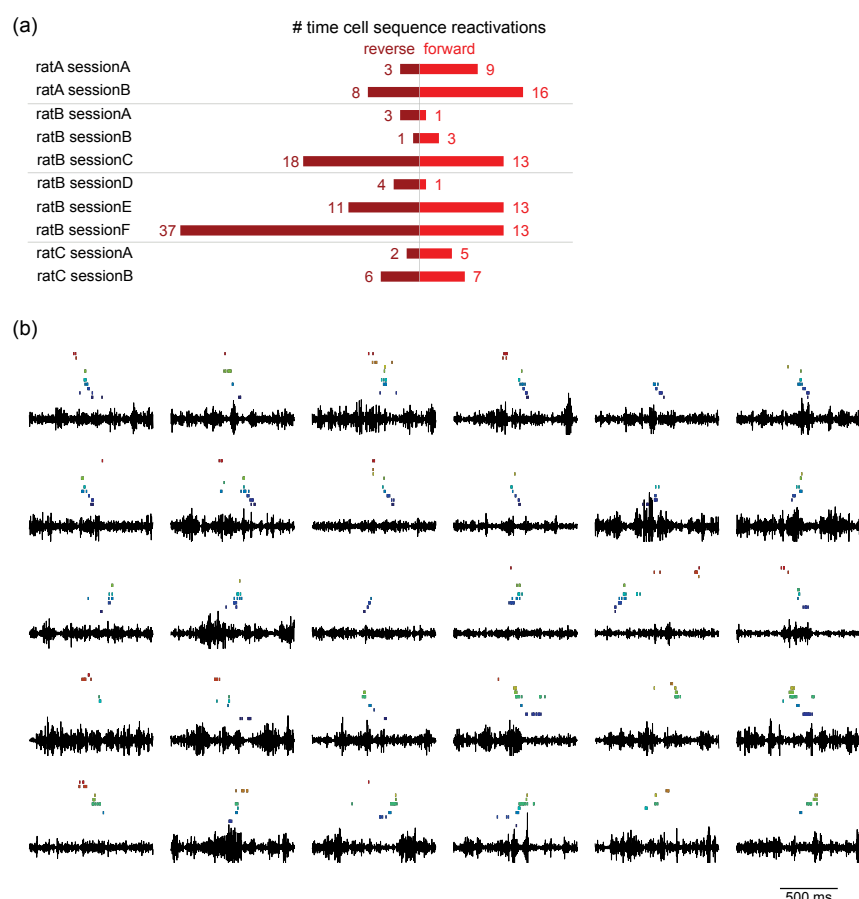 (a)
# time cell sequence reactivations
reverse forward
ratA sessionA 3 9
ratA sessionB 8 16
ratB sessionA 3 1
ratB sessionB 1 3
ratB sessionC 18 13
ratB sessionD 4 1
ratB sessionE 11 13
ratB sessionF 37 13
ratC sessionA 2 5
ratC sessionB 6 7
(b)
500 ms